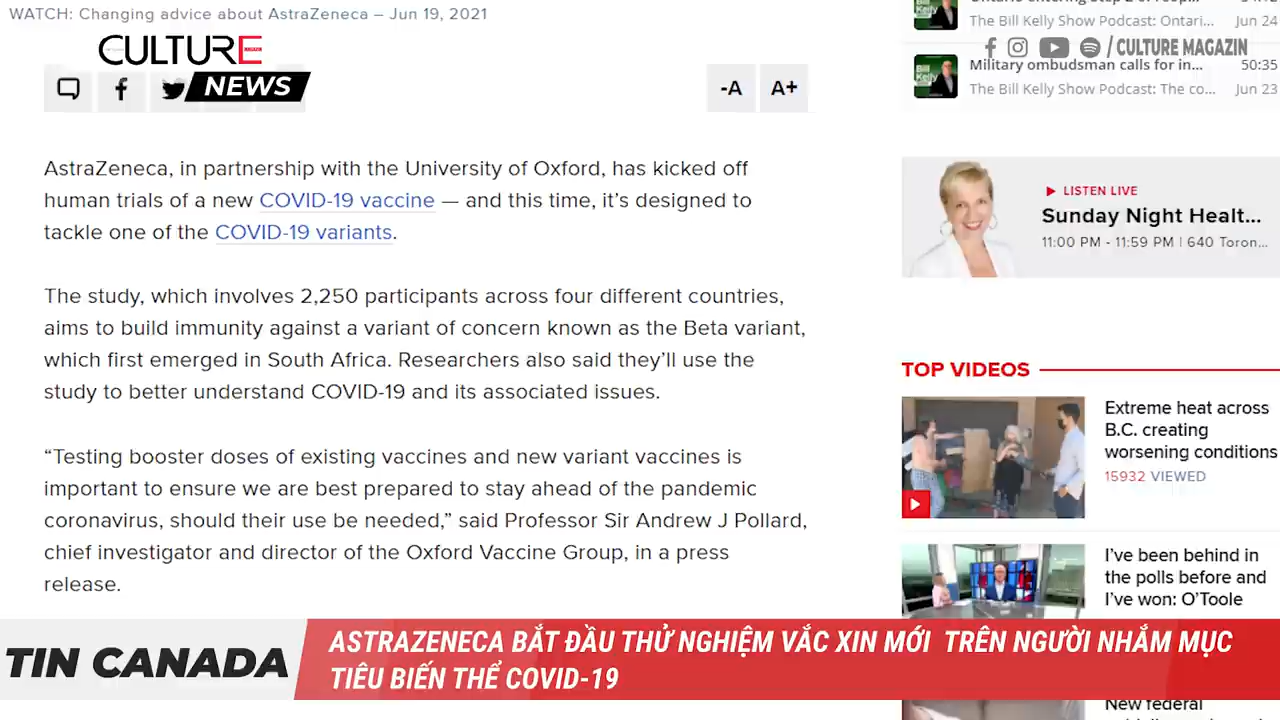 WATCH: Changing advice about AstraZeneca – Jun 19, 2021
CULTURE
NEWS
-A
A+
AstraZeneca, in partnership with the University of Oxford, has kicked off
human trials of a new COVID-19 vaccine — and this time, it's designed to
tackle one of the COVID-19 variants.
The study, which involves 2,250 participants across four different countries,
aims to build immunity against a variant of concern known as the Beta variant,
which first emerged in South Africa. Researchers also said they'll use the
study to better understand COVID-19 and its associated issues.
“Testing booster doses of existing vaccines and new variant vaccines is
important to ensure we are best prepared to stay ahead of the pandemic
coronavirus, should their use be needed,” said Professor Sir Andrew J Pollard,
chief investigator and director of the Oxford Vaccine Group, in a press
release.
The Bill Kelly Show Podcast: Ontari... Jun 24
/ CULTURE MAGAZIN
Military ombudsman calls for in... 50:35
The Bill Kelly Show Podcast: The co... Jun 23
LISTEN LIVE
Sunday Night Healt...
11:00 PM - 11:59 PM | 640 Toron...
TOP VIDEOS
Extreme heat across
B.C. creating
worsening conditions
15932 VIEWED
I've been behind in
the polls before and
I've won: O'Toole
New federal
TIN CANADA
ASTRAZENECA BẮT ĐẦU THỬ NGHIỆM VẮC XIN MỚI TRÊN NGƯỜI NHẮM MỤC
TIÊU BIẾN THỂ COVID-19